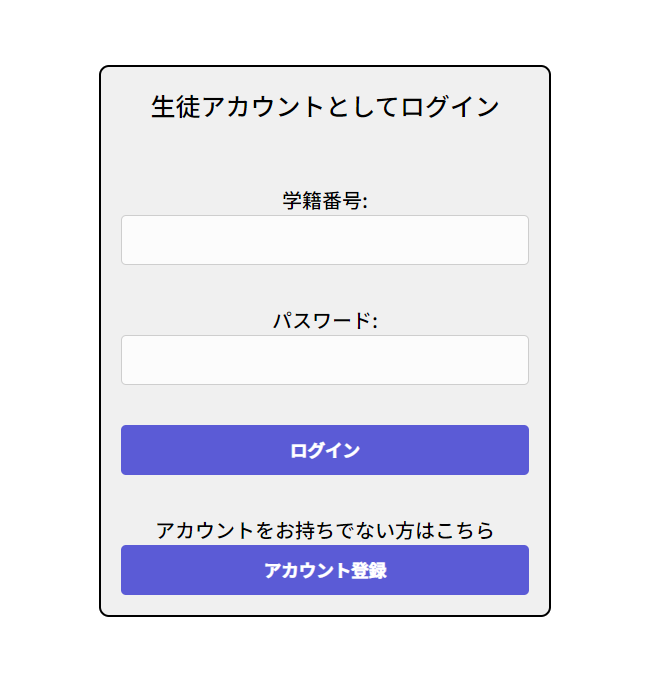 生徒アカウントとしてログイン
学籍番号:
パスワード:
ログイン
アカウントをお持ちでない方はこちら
アカウント登録